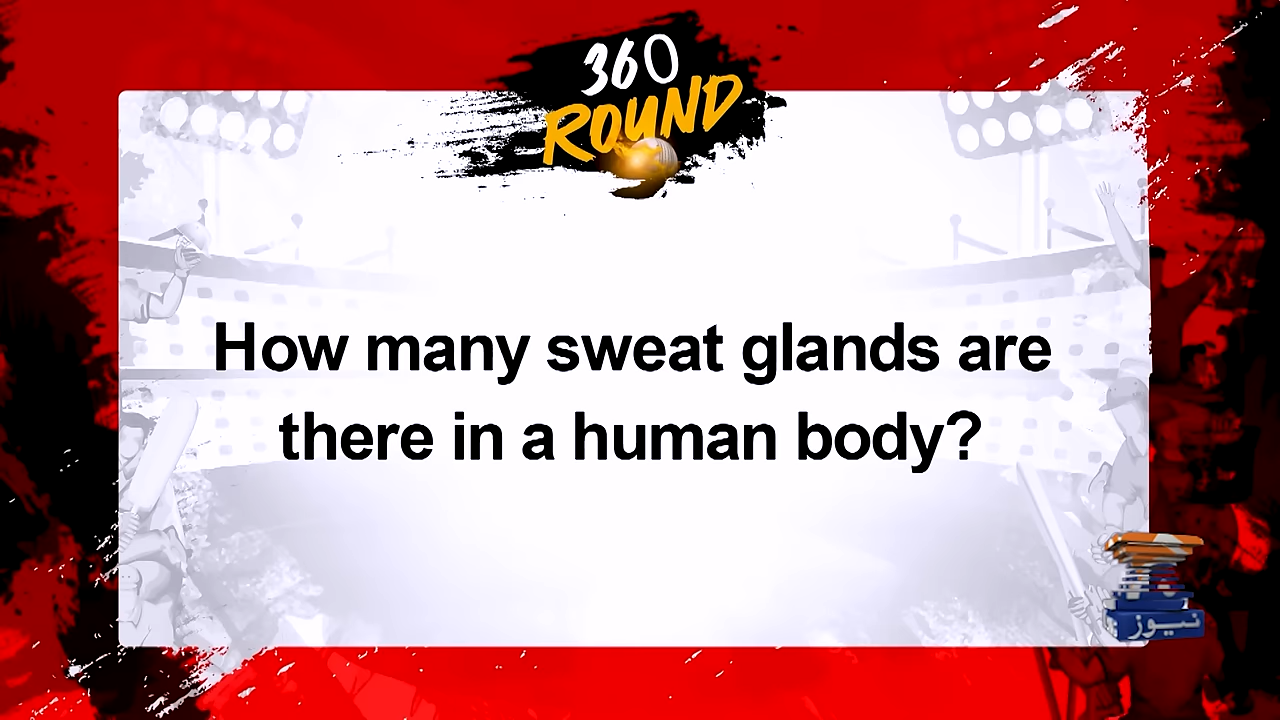 360
ROUND
How many sweat glands are
there in a human body?
نیوز